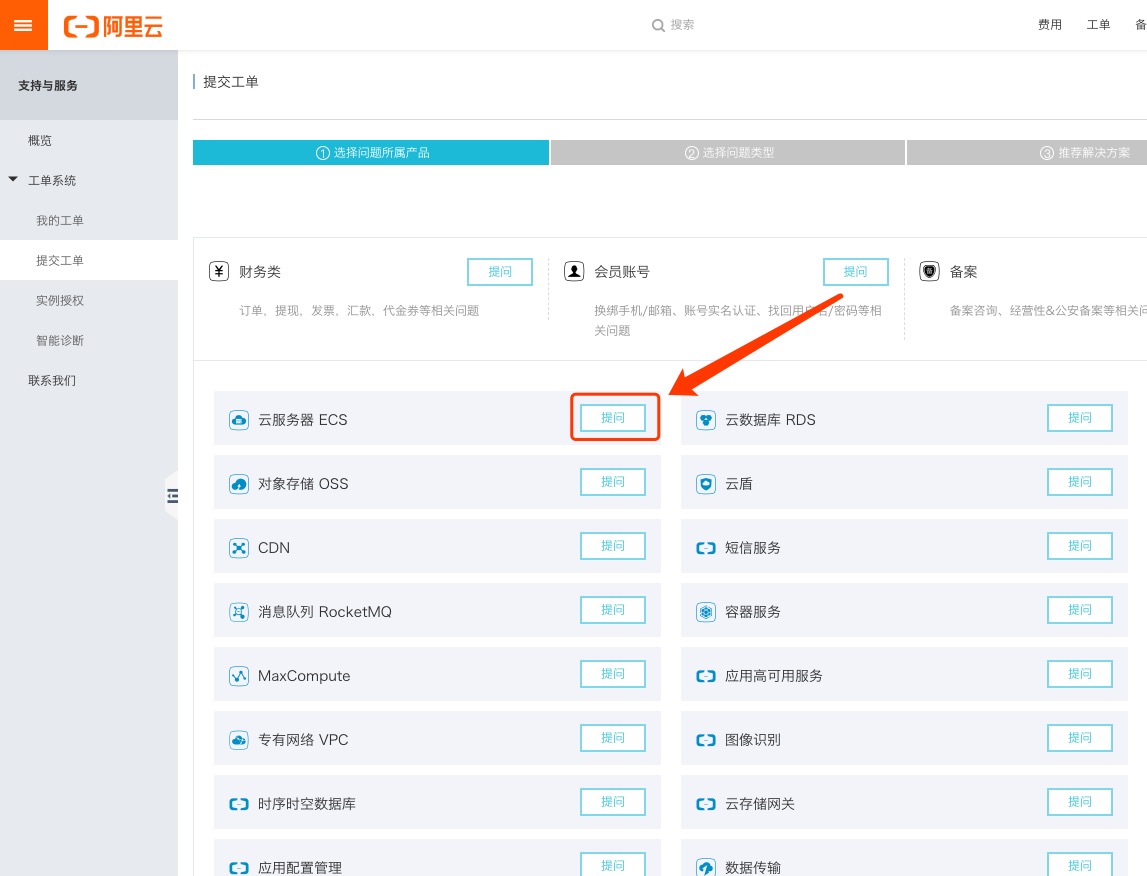 阿里云
搜索
费用
工单
备
支持与服务
概览
工单系统
我的工单
提交工单
实例授权
智能诊断
联系我们
提交工单
① 选择问题所属产品
② 选择问题类型
③ 推荐解决方案
财务类
提问
订单、提现、发票、汇款、代金券等相关问题
会员账号
提问
换绑手机/邮箱、账号实名认证、找回用户名/密码等相
关问题
备案
备案咨询、经营性&公安备案等相关问
云服务器 ECS
提问
云数据库 RDS
提问
对象存储 OSS
提问
云盾
提问
CDN
提问
短信服务
提问
消息队列 RocketMQ
提问
容器服务
提问
MaxCompute
提问
应用高可用服务
提问
专有网络 VPC
提问
图像识别
提问
时序时空数据库
提问
云存储网关
提问
应用配置管理
提问
数据传输
提问